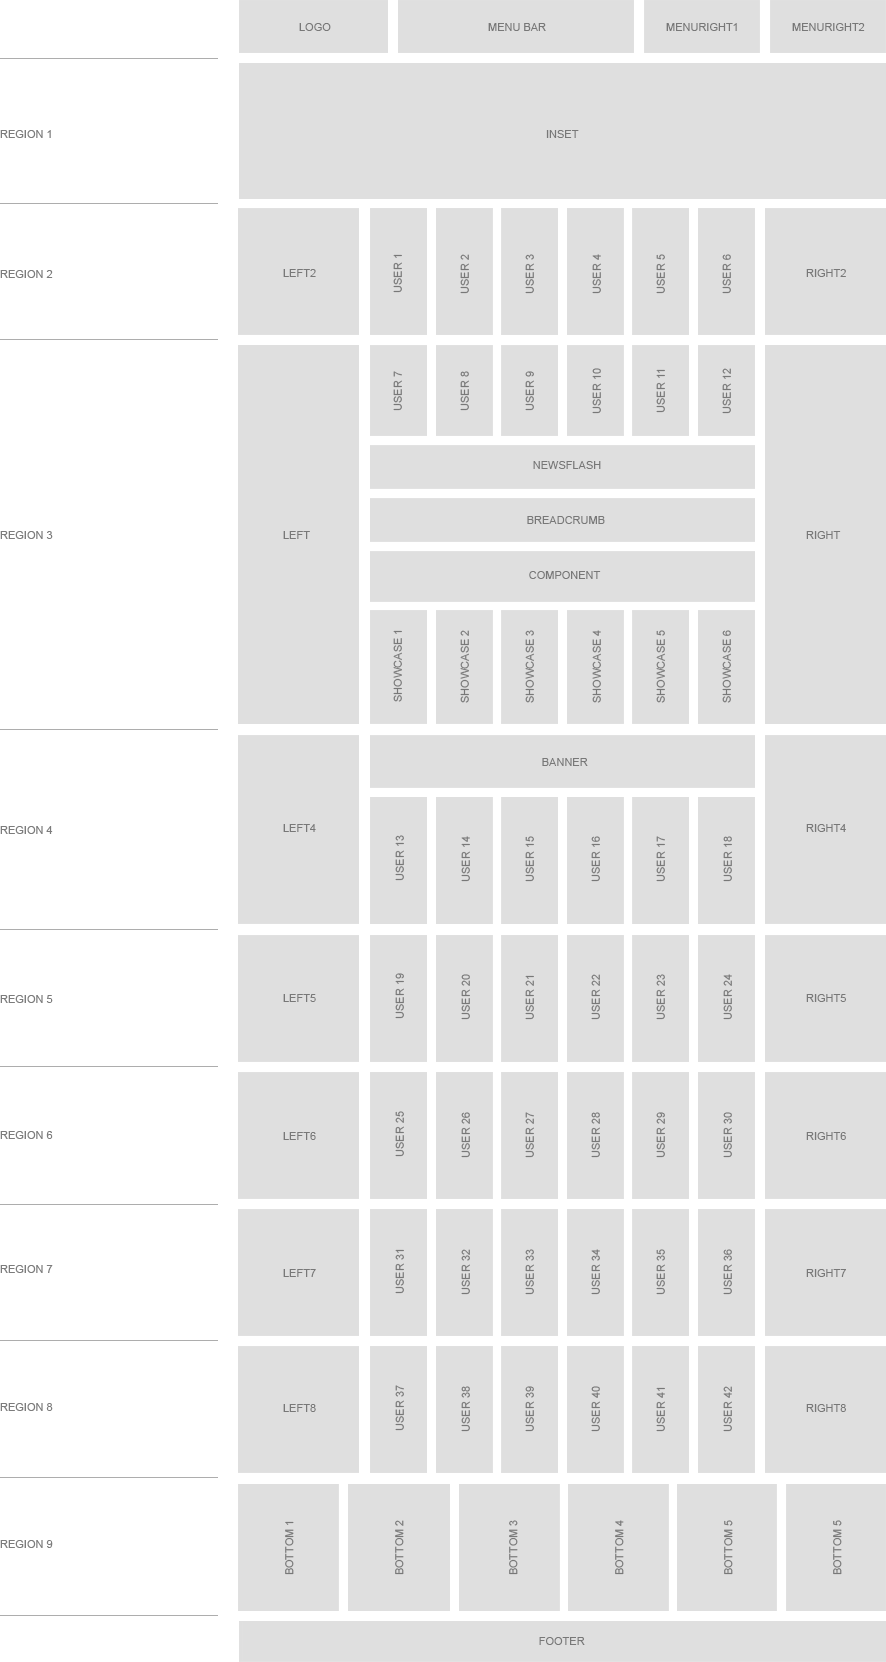 LOGO
MENU BAR
MENURIGHT1
MENURIGHT2
REGION 1
INSET
REGION 2
LEFT2
USER 1
USER 2
USER 3
USER 4
USER 5
USER 6
RIGHT2
REGION 3
LEFT
USER 7
USER 8
USER 9
USER 10
USER 11
USER 12
NEWSFLASH
BREADCRUMB
COMPONENT
SHOWCASE 1
SHOWCASE 2
SHOWCASE 3
SHOWCASE 4
SHOWCASE 5
SHOWCASE 6
RIGHT
REGION 4
LEFT4
BANNER
USER 13
USER 14
USER 15
USER 16
USER 17
USER 18
RIGHT4
REGION 5
LEFT5
USER 19
USER 20
USER 21
USER 22
USER 23
USER 24
RIGHT5
REGION 6
LEFT6
USER 25
USER 26
USER 27
USER 28
USER 29
USER 30
RIGHT6
REGION 7
LEFT7
USER 31
USER 32
USER 33
USER 34
USER 35
USER 36
RIGHT7
REGION 8
LEFT8
USER 37
USER 38
USER 39
USER 40
USER 41
USER 42
RIGHT8
REGION 9
BOTTOM 1
BOTTOM 2
BOTTOM 3
BOTTOM 4
BOTTOM 5
BOTTOM 5
FOOTER